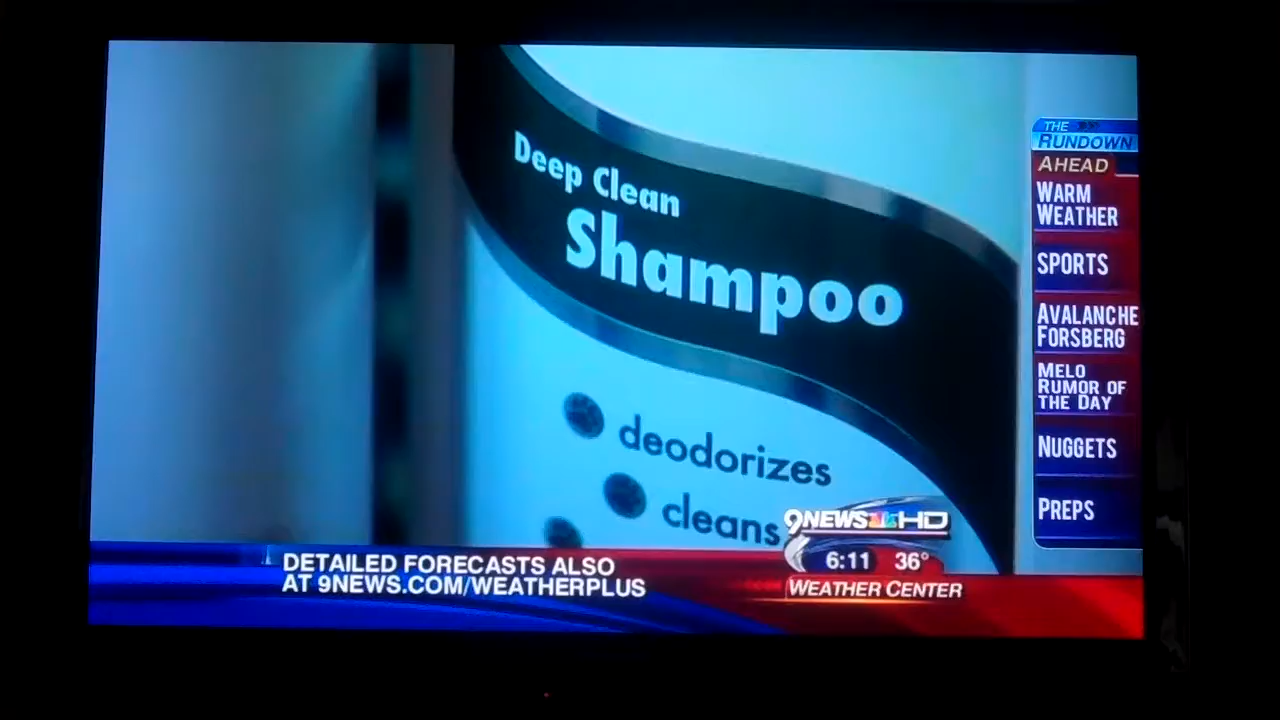 Deep Clean
Shampoo
deodorizes
cleans
THE
RUNDOWN
AHEAD
WARM
WEATHER
SPORTS
AVALANCHE
FORSBERG
MELO
RUMOR OF
THE DAY
NUGGETS
PREPS
9NEWS HD
6:11 36°
WEATHER CENTER
DETAILED FORECASTS ALSO
AT 9NEWS.COM/WEATHERPLUS